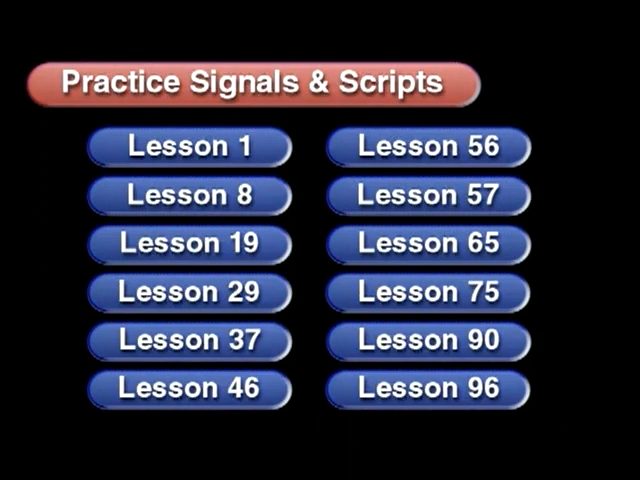 Practice Signals & Scripts
Lesson 1
Lesson 8
Lesson 19
Lesson 29
Lesson 37
Lesson 46
Lesson 56
Lesson 57
Lesson 65
Lesson 75
Lesson 90
Lesson 96